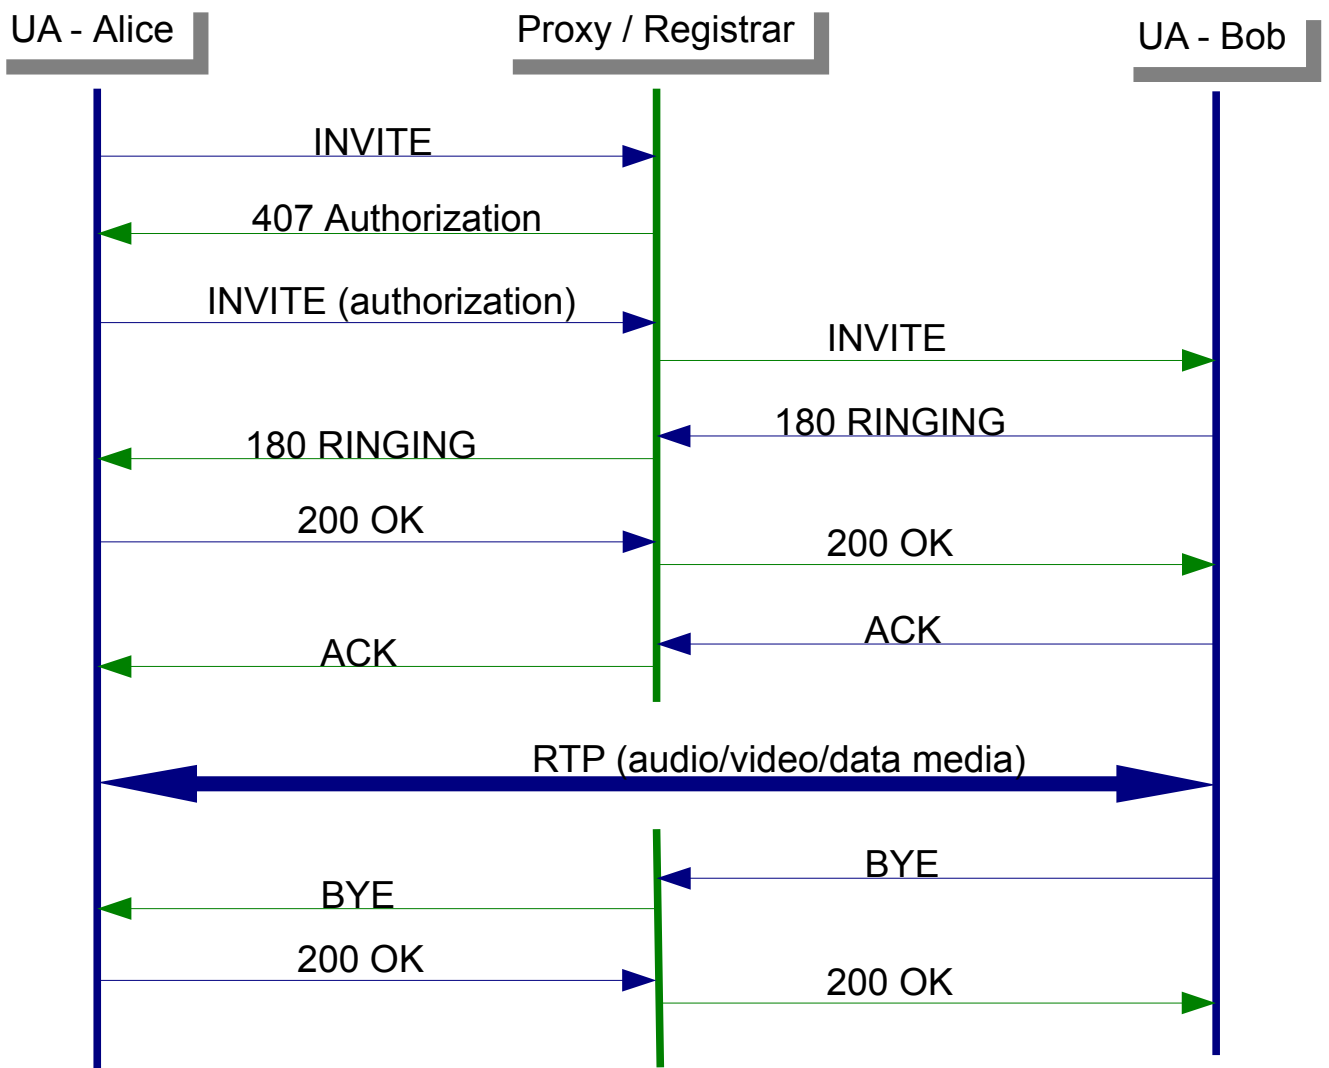 UA - Alice
Proxy / Registrar
UA - Bob
INVITE
407 Authorization
INVITE (authorization)
INVITE
180 RINGING
180 RINGING
200 OK
200 OK
ACK
ACK
RTP (audio/video/data media)
BYE
BYE
200 OK
200 OK